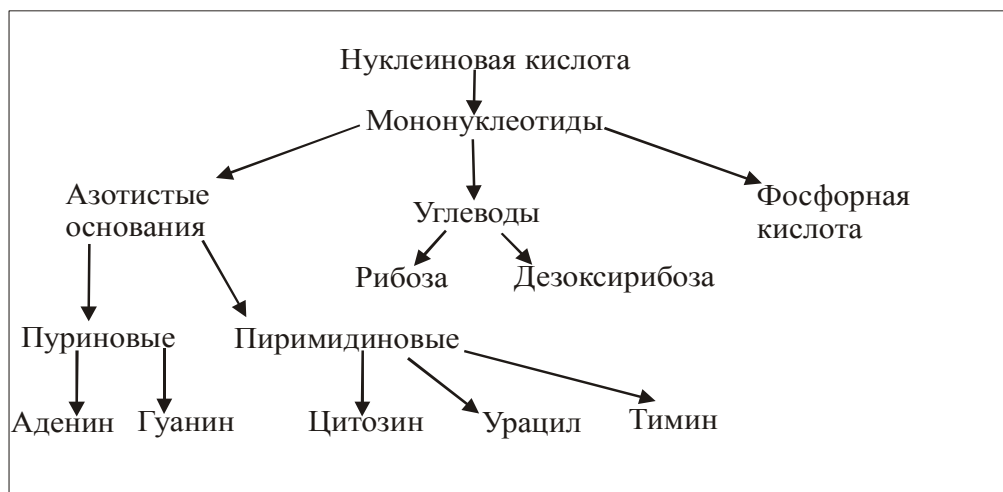 Нуклеиновая кислота
Мононуклеотиды
Азотистые
основания
Углеводы
Фосфорная
кислота
Рибоза
Дезоксирибоза
Пуриновые
Пиримидиновые
Аденин
Гуанин
Цитозин
Урацил
Тимин